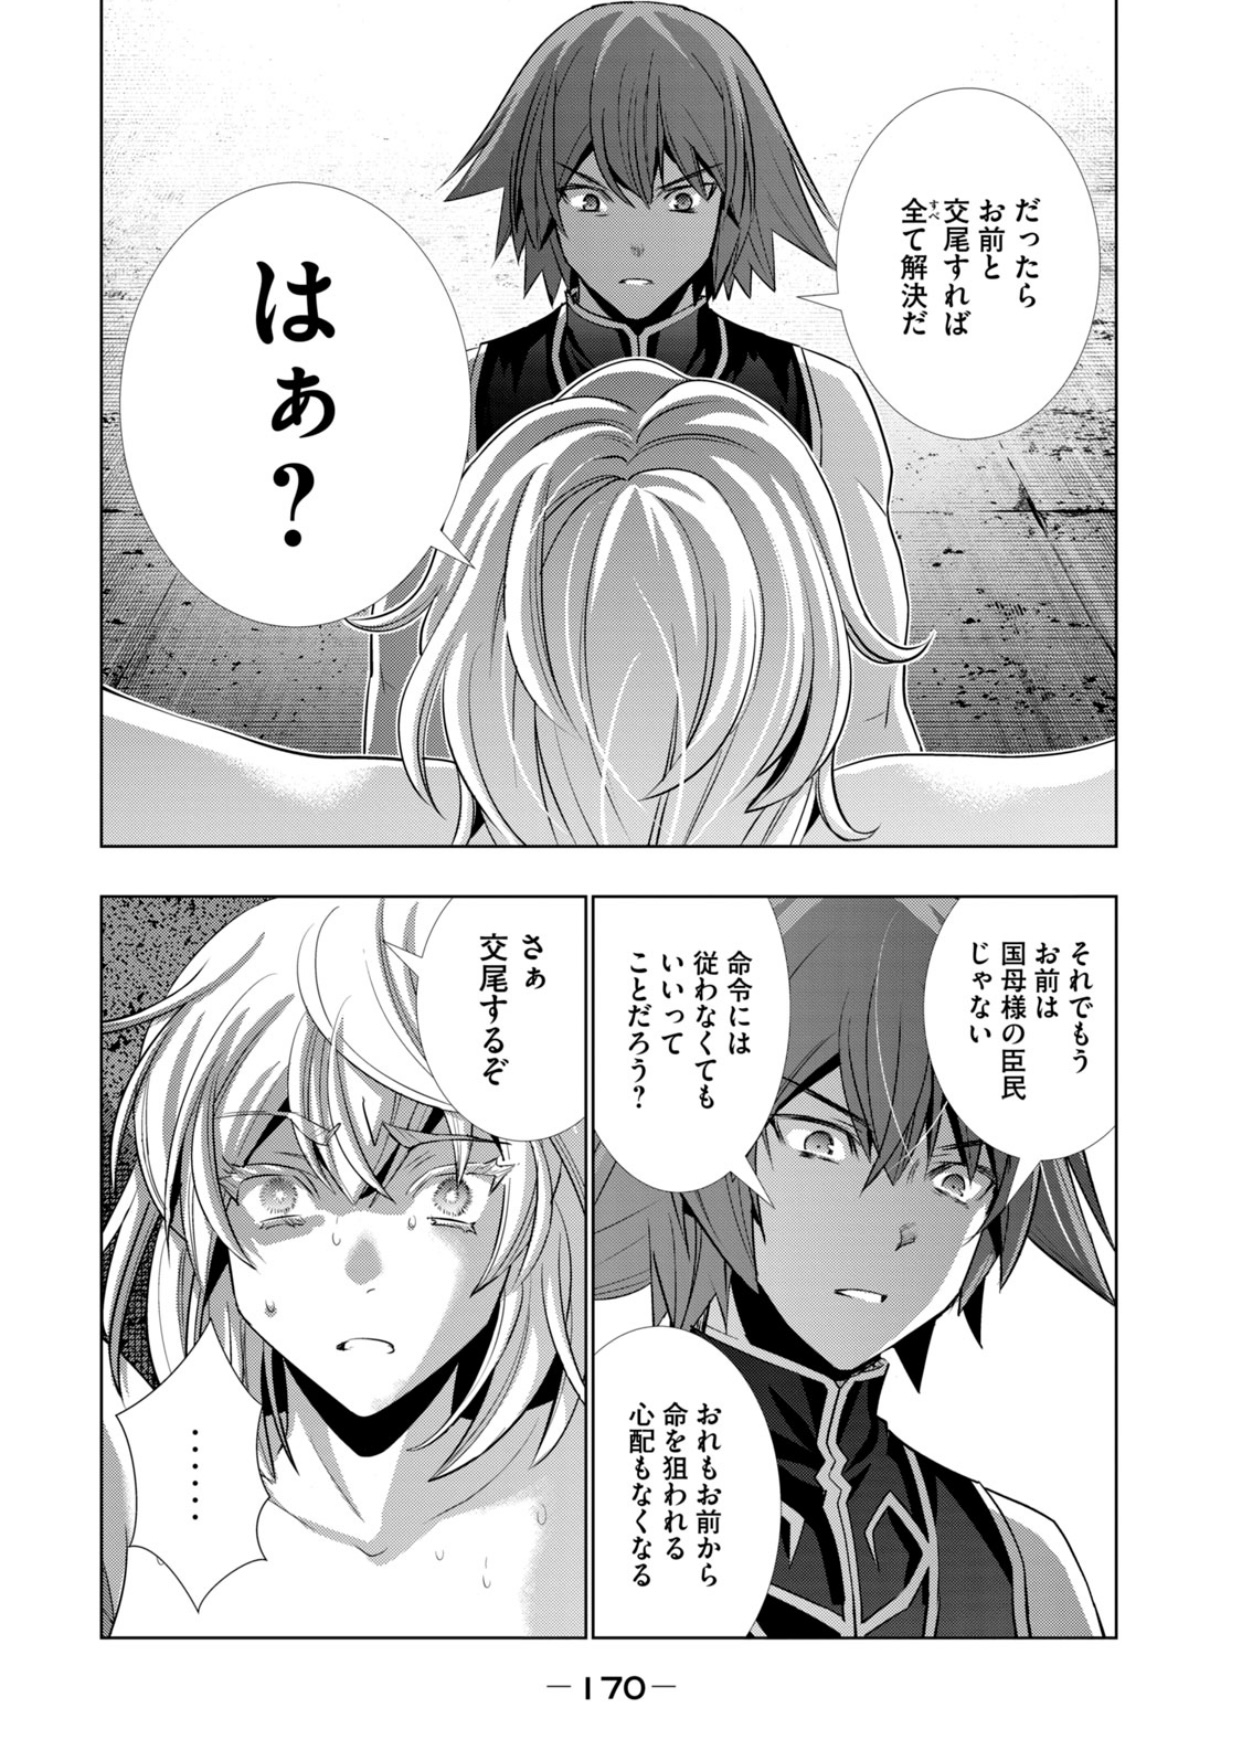 だったら
お前と
交尾すれば
全て解決だ
すべ
はぁ?
それでもう
お前は
国母様の臣民
じゃない
命令には
従わなくても
いいって
ことだろう?
おれもお前から
命を狙われる
心配もなくなる
さぁ
交尾するぞ
・・・・・・
—170—